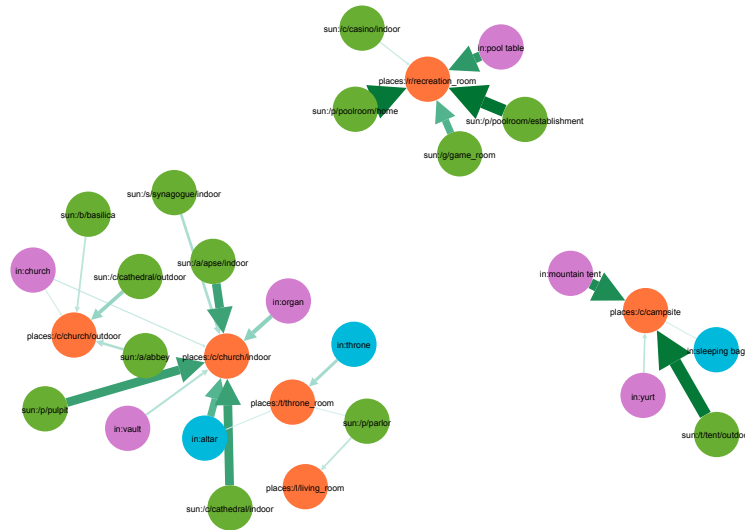 sun:/c/casino/indoor
in:pool table
places:/r/recreation_room
sun:/p/poolroom/home
sun:/p/poolroom/establishment
sun:/g/game_room
sun:/s/synagogue/indoor
sun:/b/basilica
sun:/a/apse/indoor
in:church
sun:/c/cathedral/outdoor
in:mountain tent
in:organ
places:/c/campsite
places:/c/church/outdoor
in:throne
in:sleeping bag
sun:/a/abbey
places:/c/church/indoor
in:yurt
places:/t/throne_room
sun:/p/pulpit
sun:/p/parlor
in:vault
in:altar
sun:/t/tent/outdoor
places:/l/living_room
sun:/c/cathedral/indoor